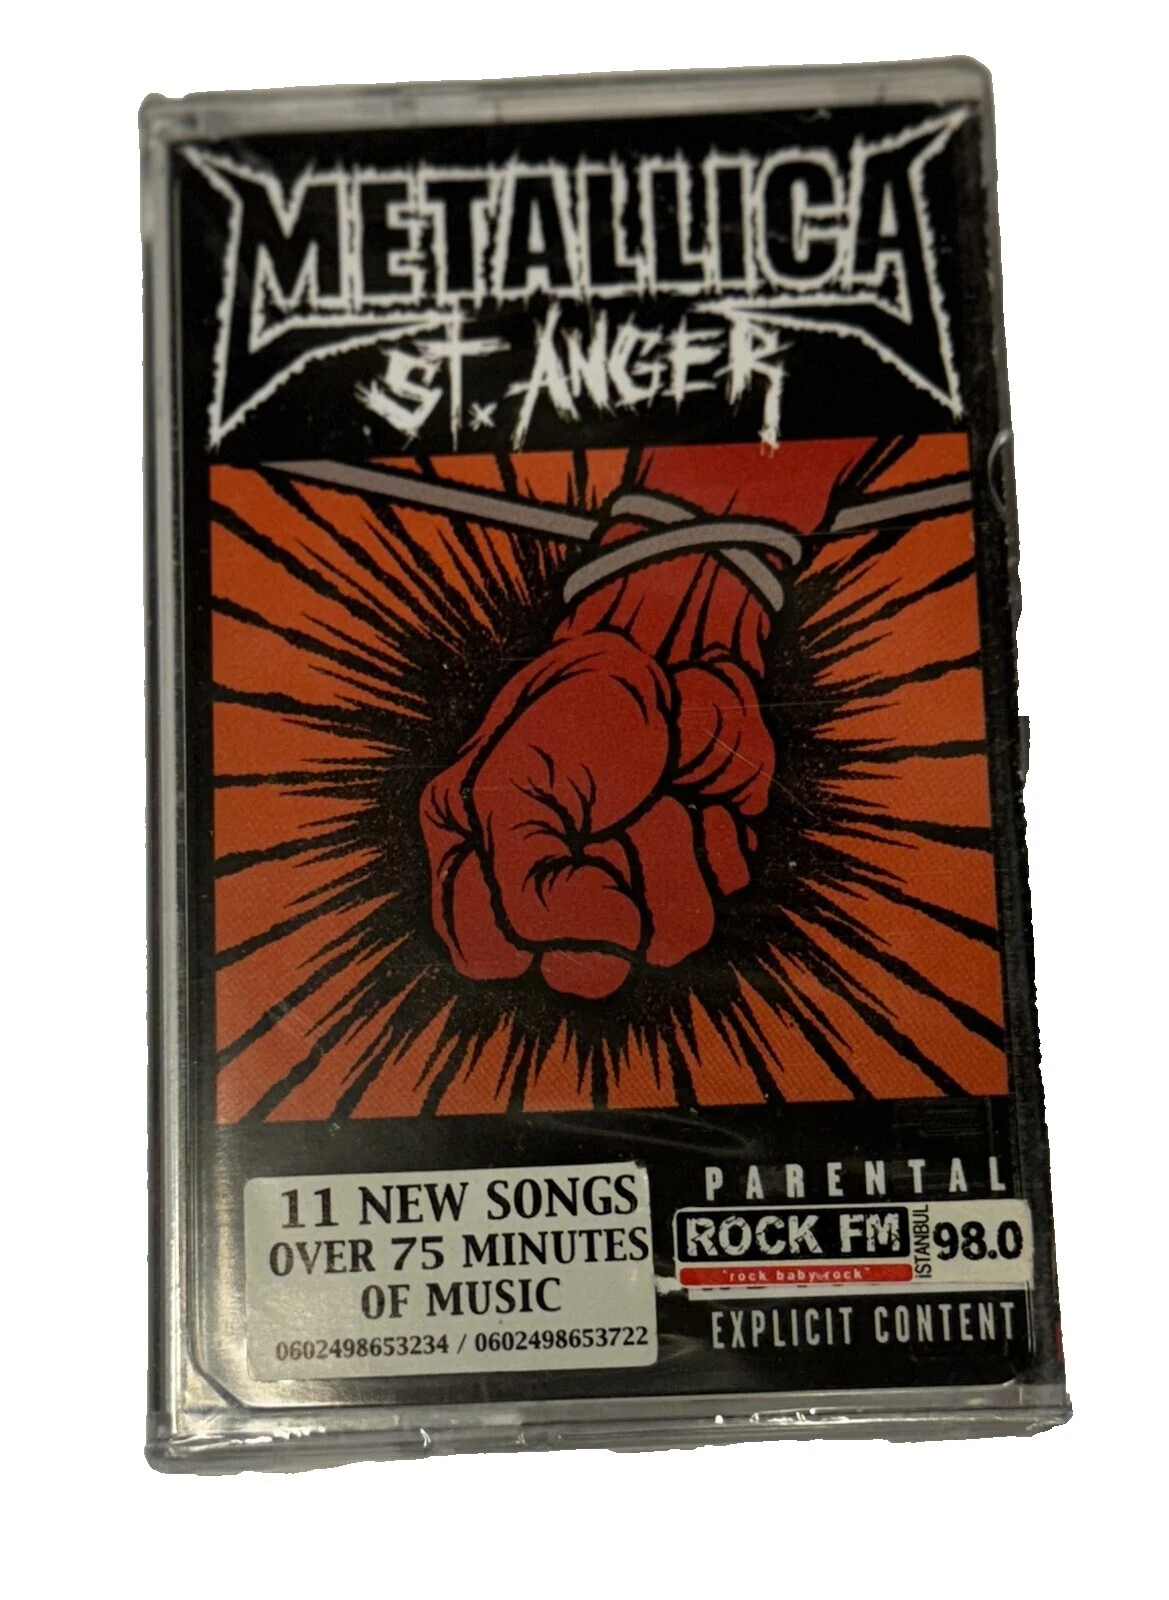 METALLICA
ST. ANGER
11 NEW SONGS
OVER 75 MINUTES
OF MUSIC
0602498653234 / 0602498653722
PARENTAL
ROCK FM
İSTANBUL
98.0
"rock baby rock"
EXPLICIT CONTENT